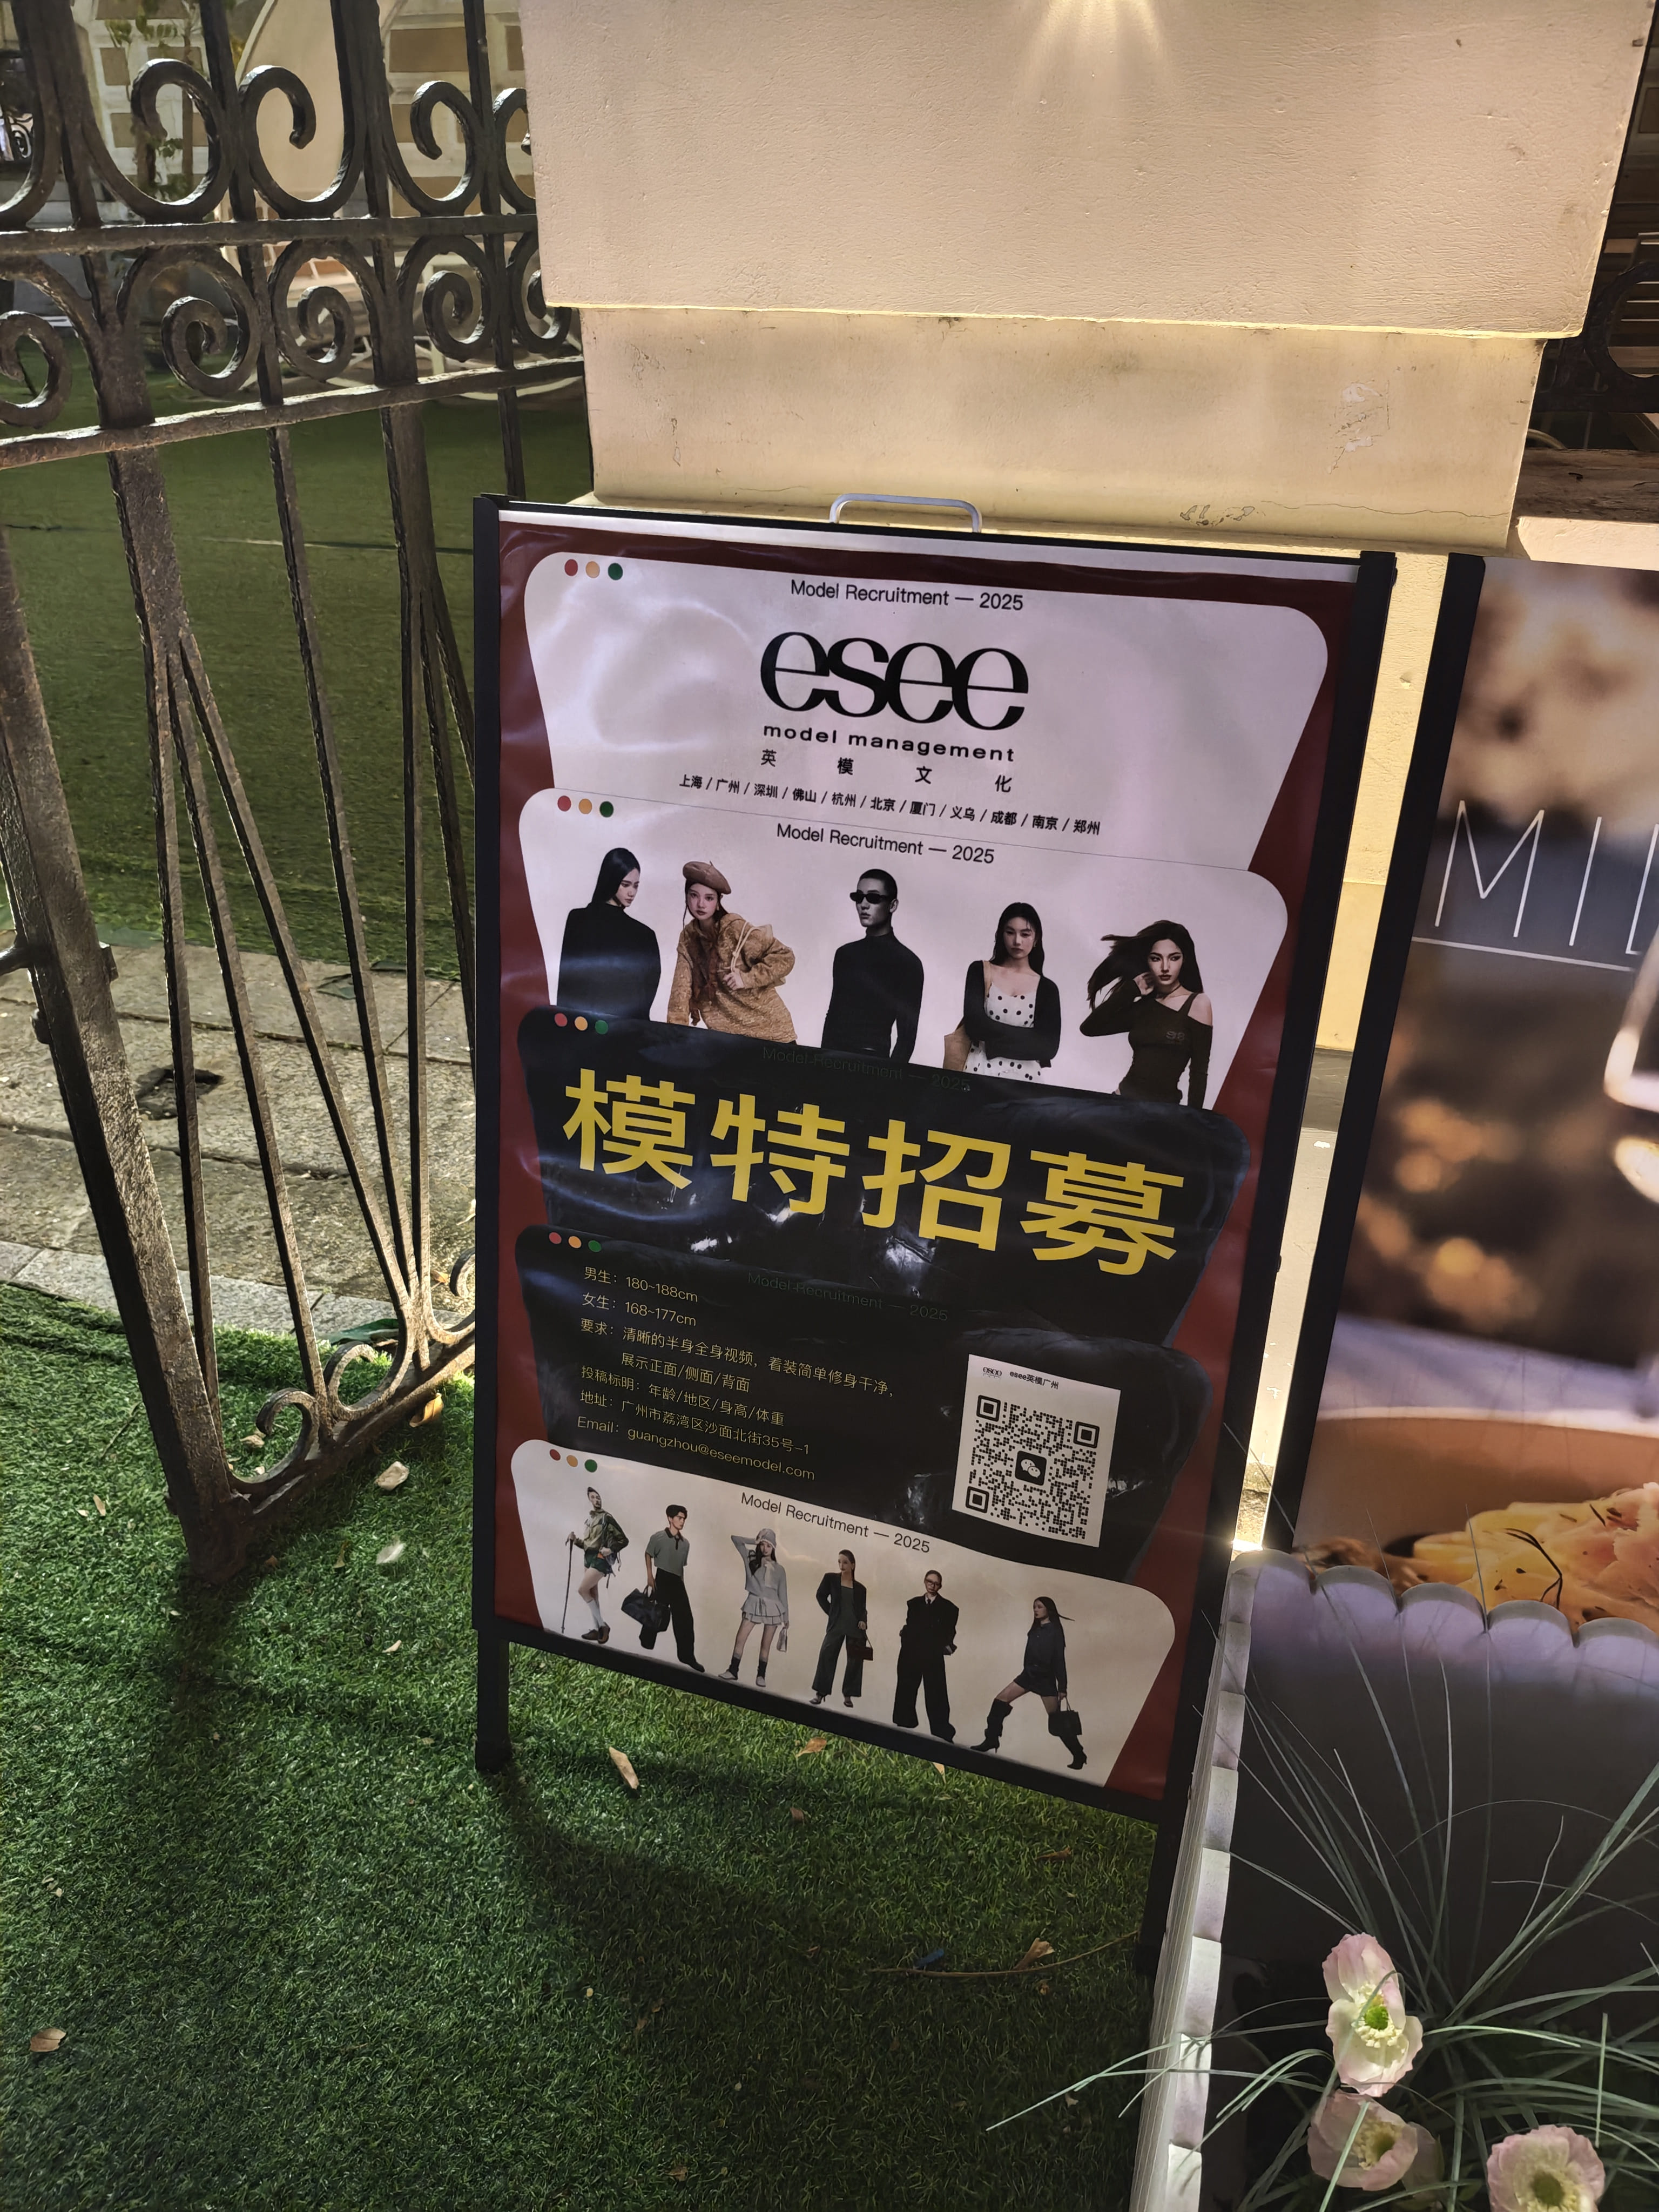 Model Recruitment — 2025
esee
model management
英 模 文 化
上海 / 广州 / 深圳 / 佛山 / 杭州 / 北京 / 厦门 / 义乌 / 成都 / 南京 / 郑州
Model Recruitment — 2025
Model Recruitment — 2025
模特招募
Model Recruitment — 2025
男生：180~188cm
女生：168~177cm
要求：清晰的半身全身视频，着装简单修身干净，
展示正面/侧面/背面
投稿标明：年龄/地区/身高/体重
地址：广州市荔湾区沙面北街35号-1
Email：guangzhou@eseemodel.com
esee esee英模广州
Model Recruitment — 2025